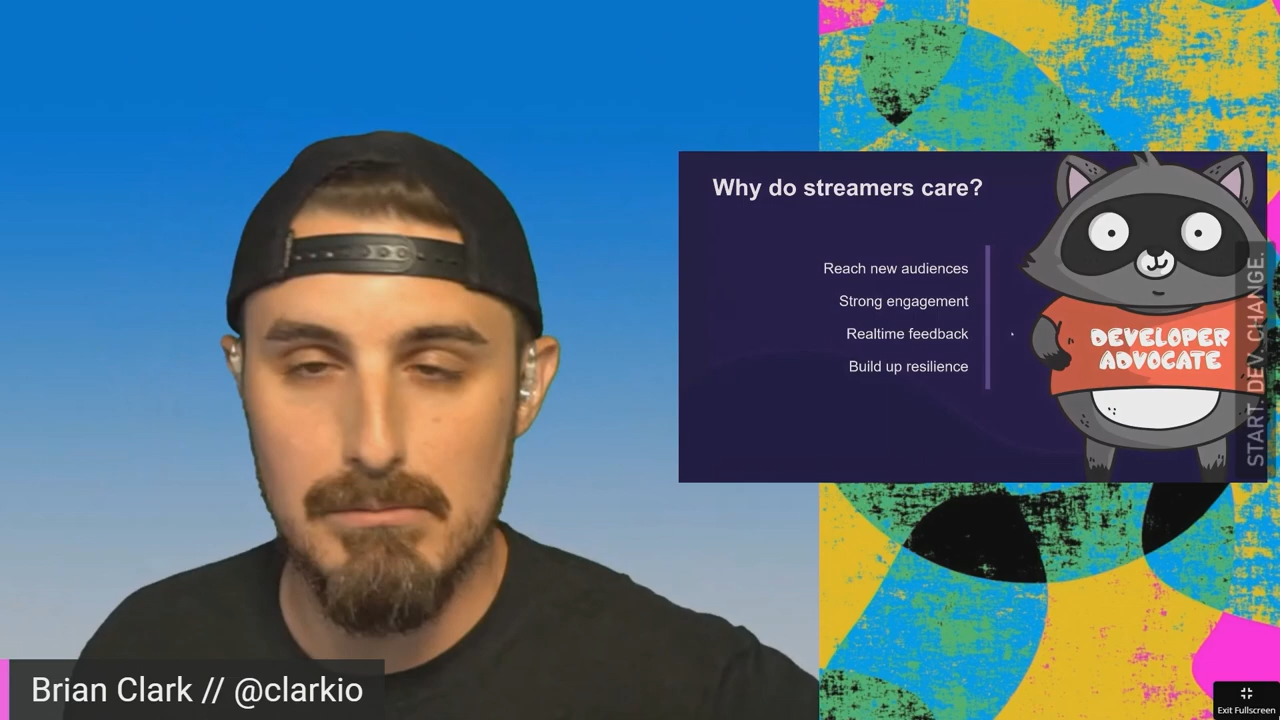 Why do streamers care?
Reach new audiences
Strong engagement
Realtime feedback
Build up resilience
DEVELOPER
ADVOCATE
START. DEV. CHANGE.
Brian Clark // @clarkio
Exit Fullscreen